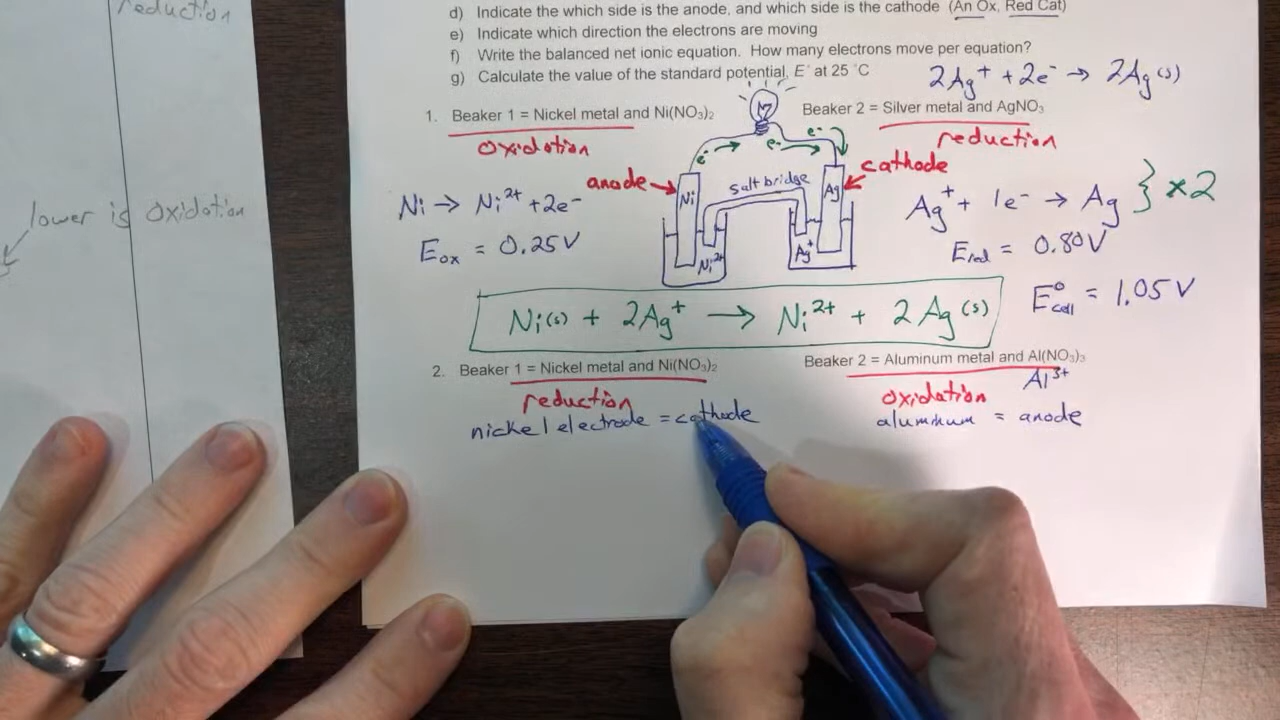 reduction
lower is oxidation
d) Indicate the which side is the anode, and which side is the cathode (An Ox, Red Cat)
e) Indicate which direction the electrons are moving
f) Write the balanced net ionic equation. How many electrons move per equation?
g) Calculate the value of the standard potential, E° at 25 °C
2Ag⁺ + 2e⁻ → 2Ag(s)
1. Beaker 1 = Nickel metal and Ni(NO₃)₂ Beaker 2 = Silver metal and AgNO₃
oxidation reduction
e⁻ → e⁻ → e⁻
anode → cathode
Ni Salt bridge Ag
Ni → Ni²⁺ + 2e⁻ Ag⁺ + 1e⁻ → Ag } ×2
Eox = 0.25V Ni²⁺ Ag⁺ Ered = 0.80V
E°cell = 1.05 V
Ni(s) + 2Ag⁺ → Ni²⁺ + 2 Ag(s)
2. Beaker 1 = Nickel metal and Ni(NO₃)₂ Beaker 2 = Aluminum metal and Al(NO₃)₃
Al³⁺
reduction oxidation
nickel electrode = cathode aluminum = anode